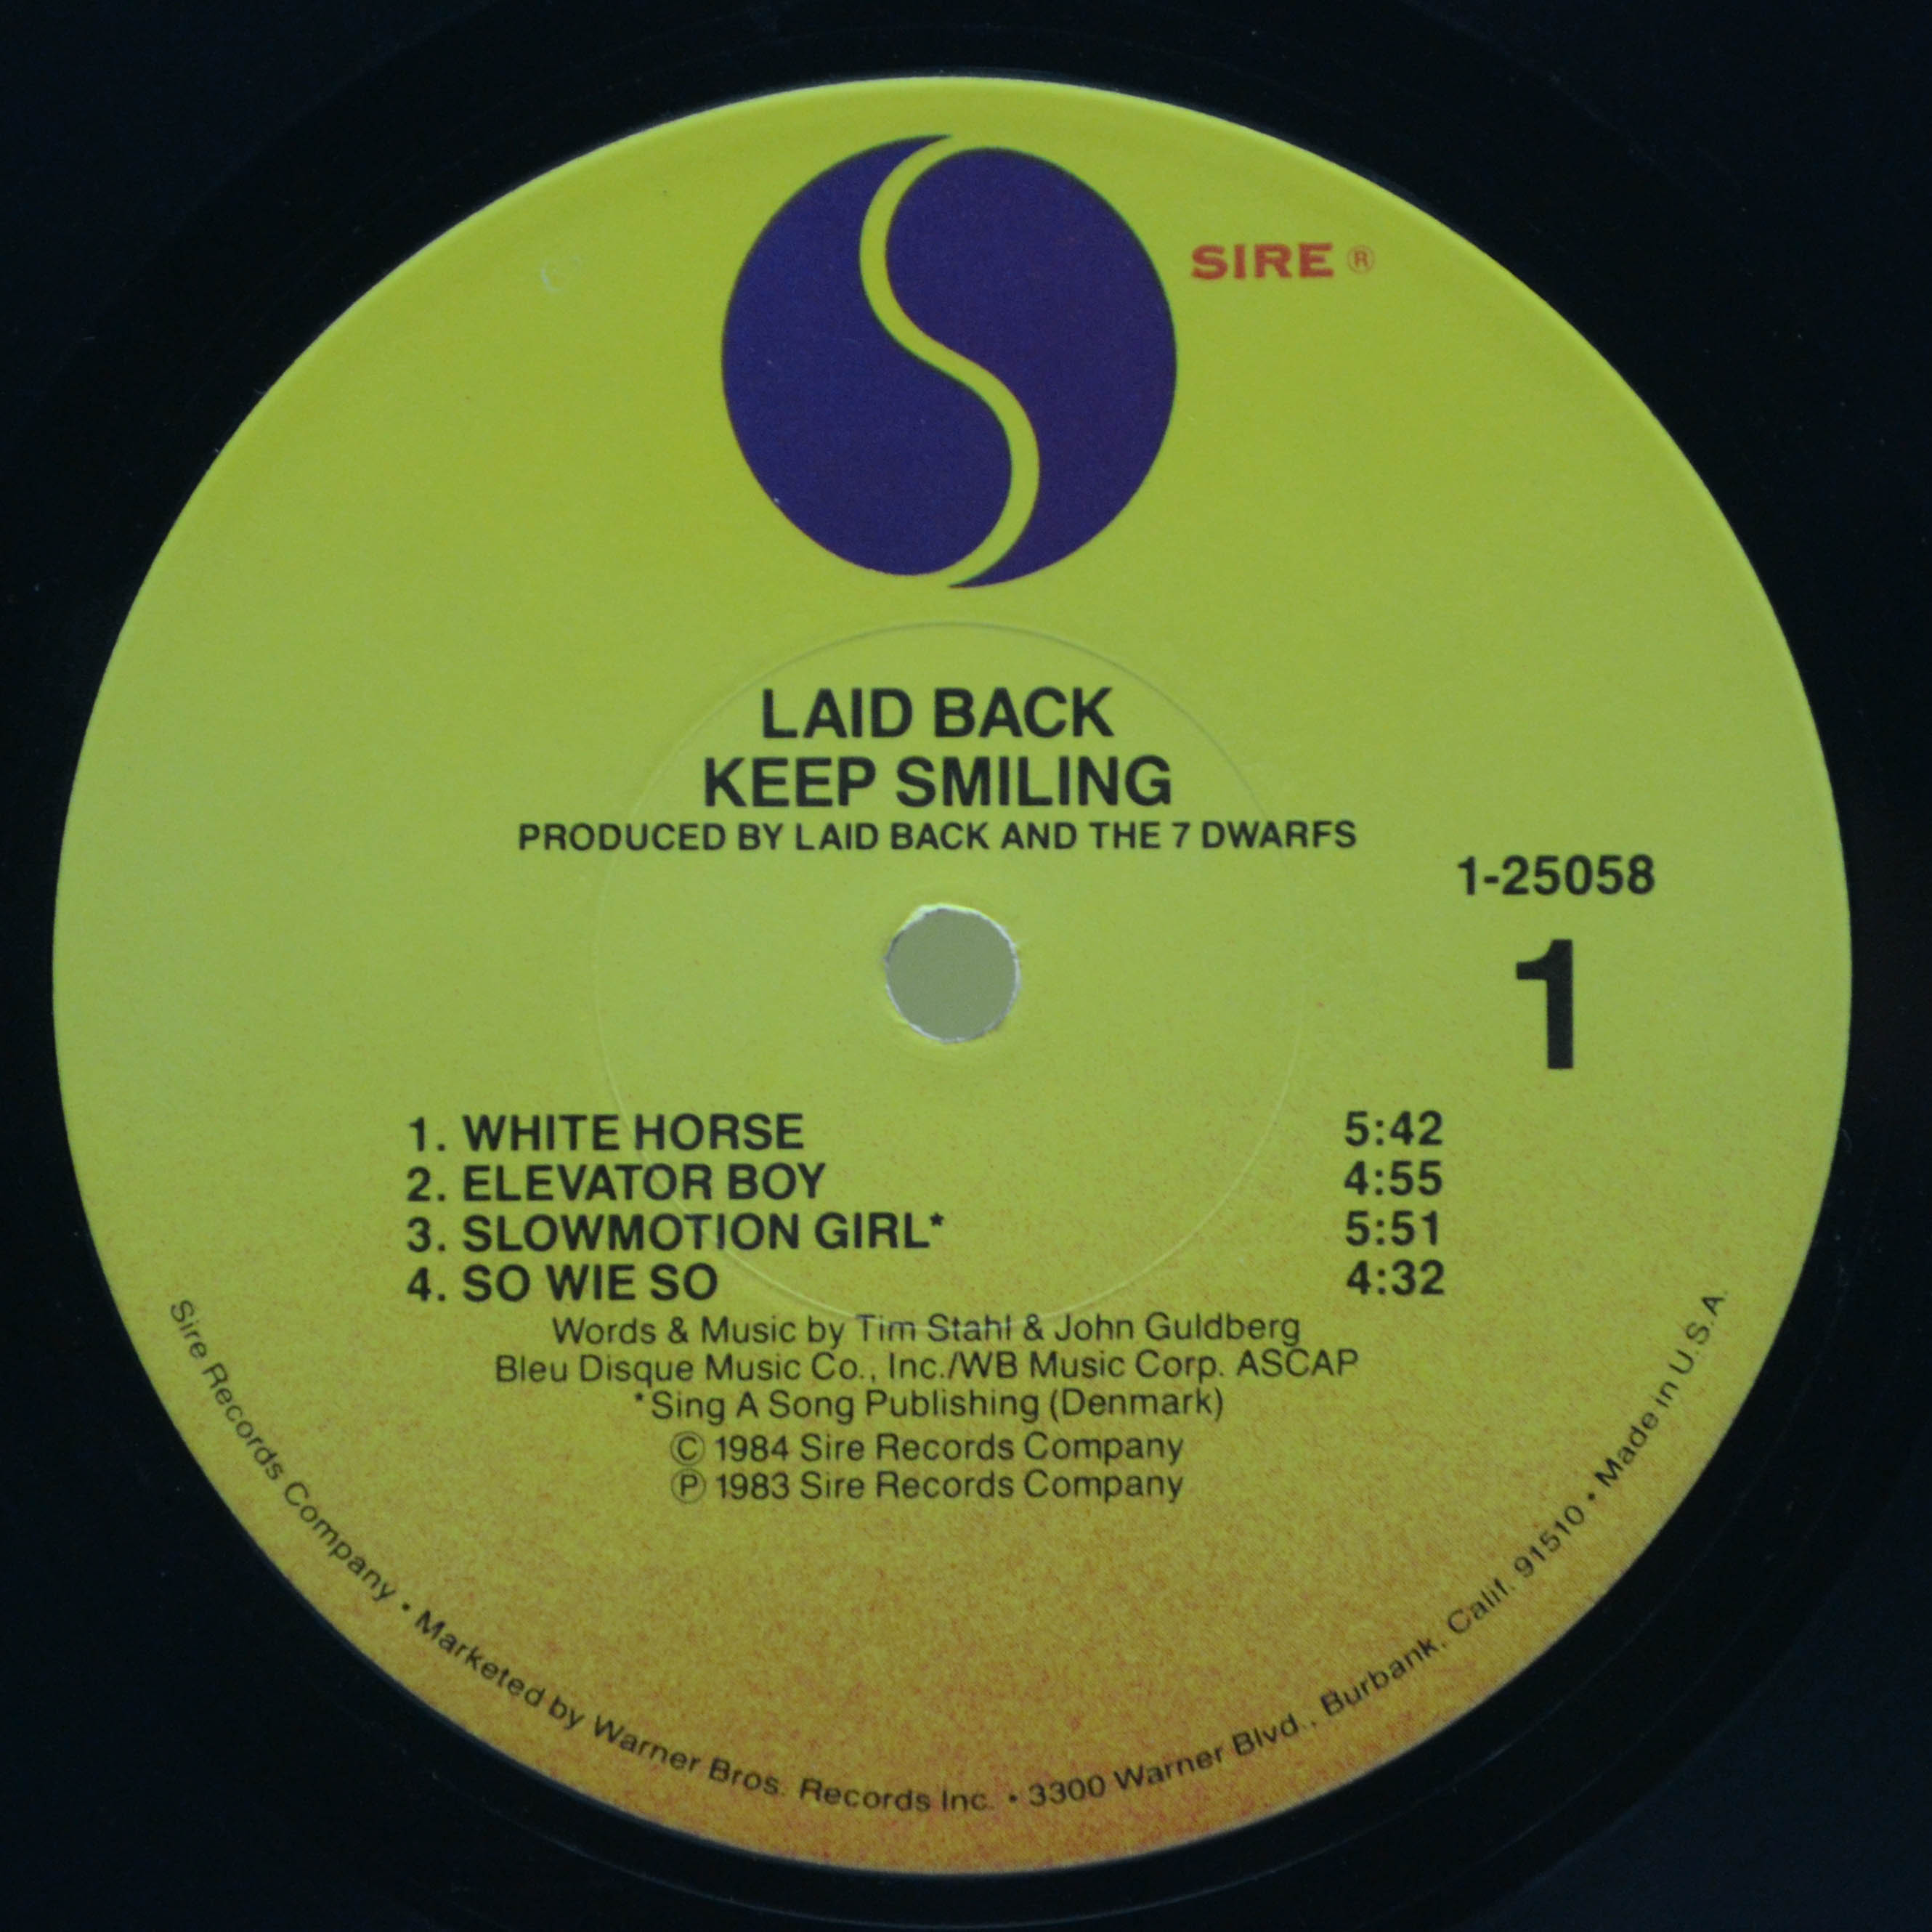 SIRE ®
LAID BACK
KEEP SMILING
PRODUCED BY LAID BACK AND THE 7 DWARFS
1-25058
1
1. WHITE HORSE 5:42
2. ELEVATOR BOY 4:55
3. SLOWMOTION GIRL* 5:51
4. SO WIE SO 4:32
Words & Music by Tim Stahl & John Guldberg
Bleu Disque Music Co., Inc./WB Music Corp. ASCAP
*Sing A Song Publishing (Denmark)
© 1984 Sire Records Company
℗ 1983 Sire Records Company
Sire Records Company • Marketed by Warner Bros. Records Inc. • 3300 Warner Blvd., Burbank, Calif. 91510 • Made in U.S.A.